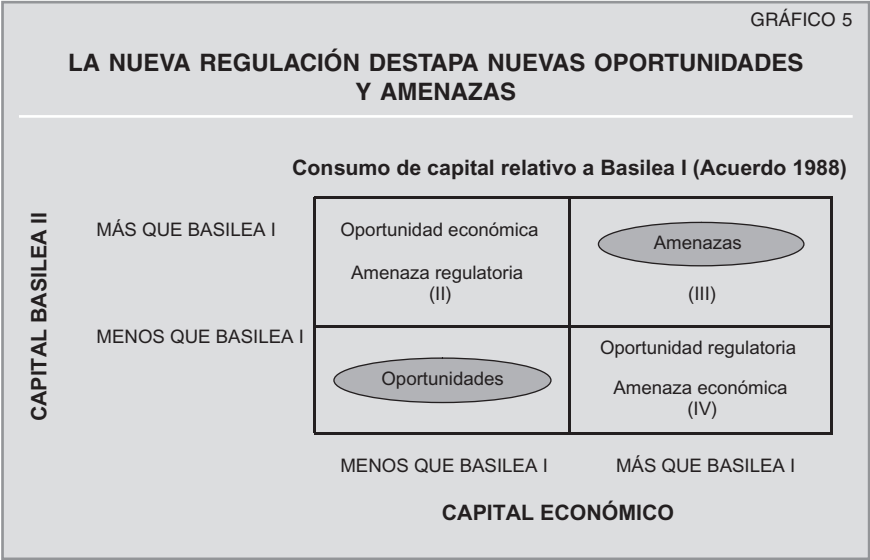 GRÁFICO 5
LA NUEVA REGULACIÓN DESTAPA NUEVAS OPORTUNIDADES
Y AMENAZAS
Consumo de capital relativo a Basilea I (Acuerdo 1988)
CAPITAL BASILEA II
MÁS QUE BASILEA I
Oportunidad económica
Amenaza regulatoria
(II)
Amenazas
(III)
MENOS QUE BASILEA I
Oportunidades
Oportunidad regulatoria
Amenaza económica
(IV)
MENOS QUE BASILEA I
MÁS QUE BASILEA I
CAPITAL ECONÓMICO